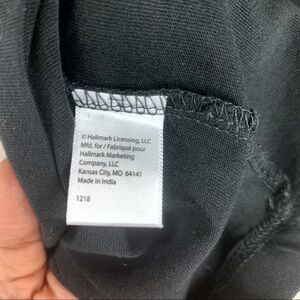 © Hallmark Licensing, LLC
Mfd. for / Fabriqué pour
Hallmark Marketing
Company, LLC
Kansas City, MO 64141
Made in India
1218